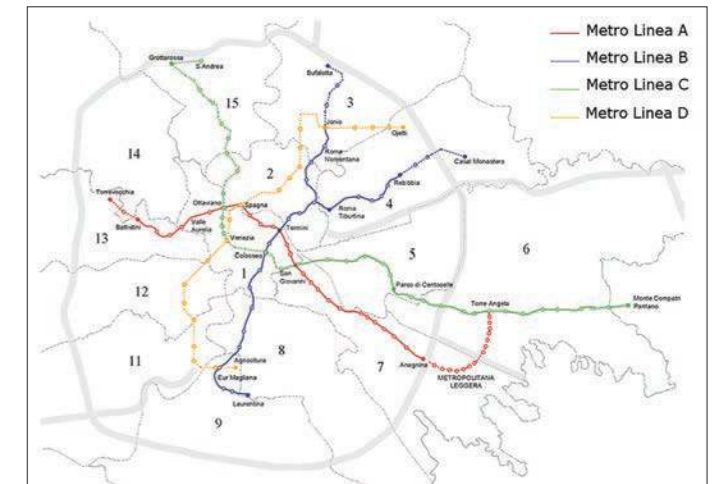 Metro Linea A
Metro Linea B
Metro Linea C
Metro Linea D
Grottarossa
S.Andrea
Bufalotta
15
3
Jonio
Ojetti
14
Roma
Nomentana
Casal Monastero
2
Rebibbia
4
Torrevecchia
Ottaviano
Spagna
Roma
Tiburtina
13
Battistini
Valle
Aurelia
Venezia
Termini
6
Colosseo
5
1
San
Giovanni
12
Parco di Centocelle
Torre Angela
Monte Compatri
Pantano
8
11
Agricoltura
7
Anagnina
METROPOLITANA
LEGGERA
Eur Magliana
Laurentina
9